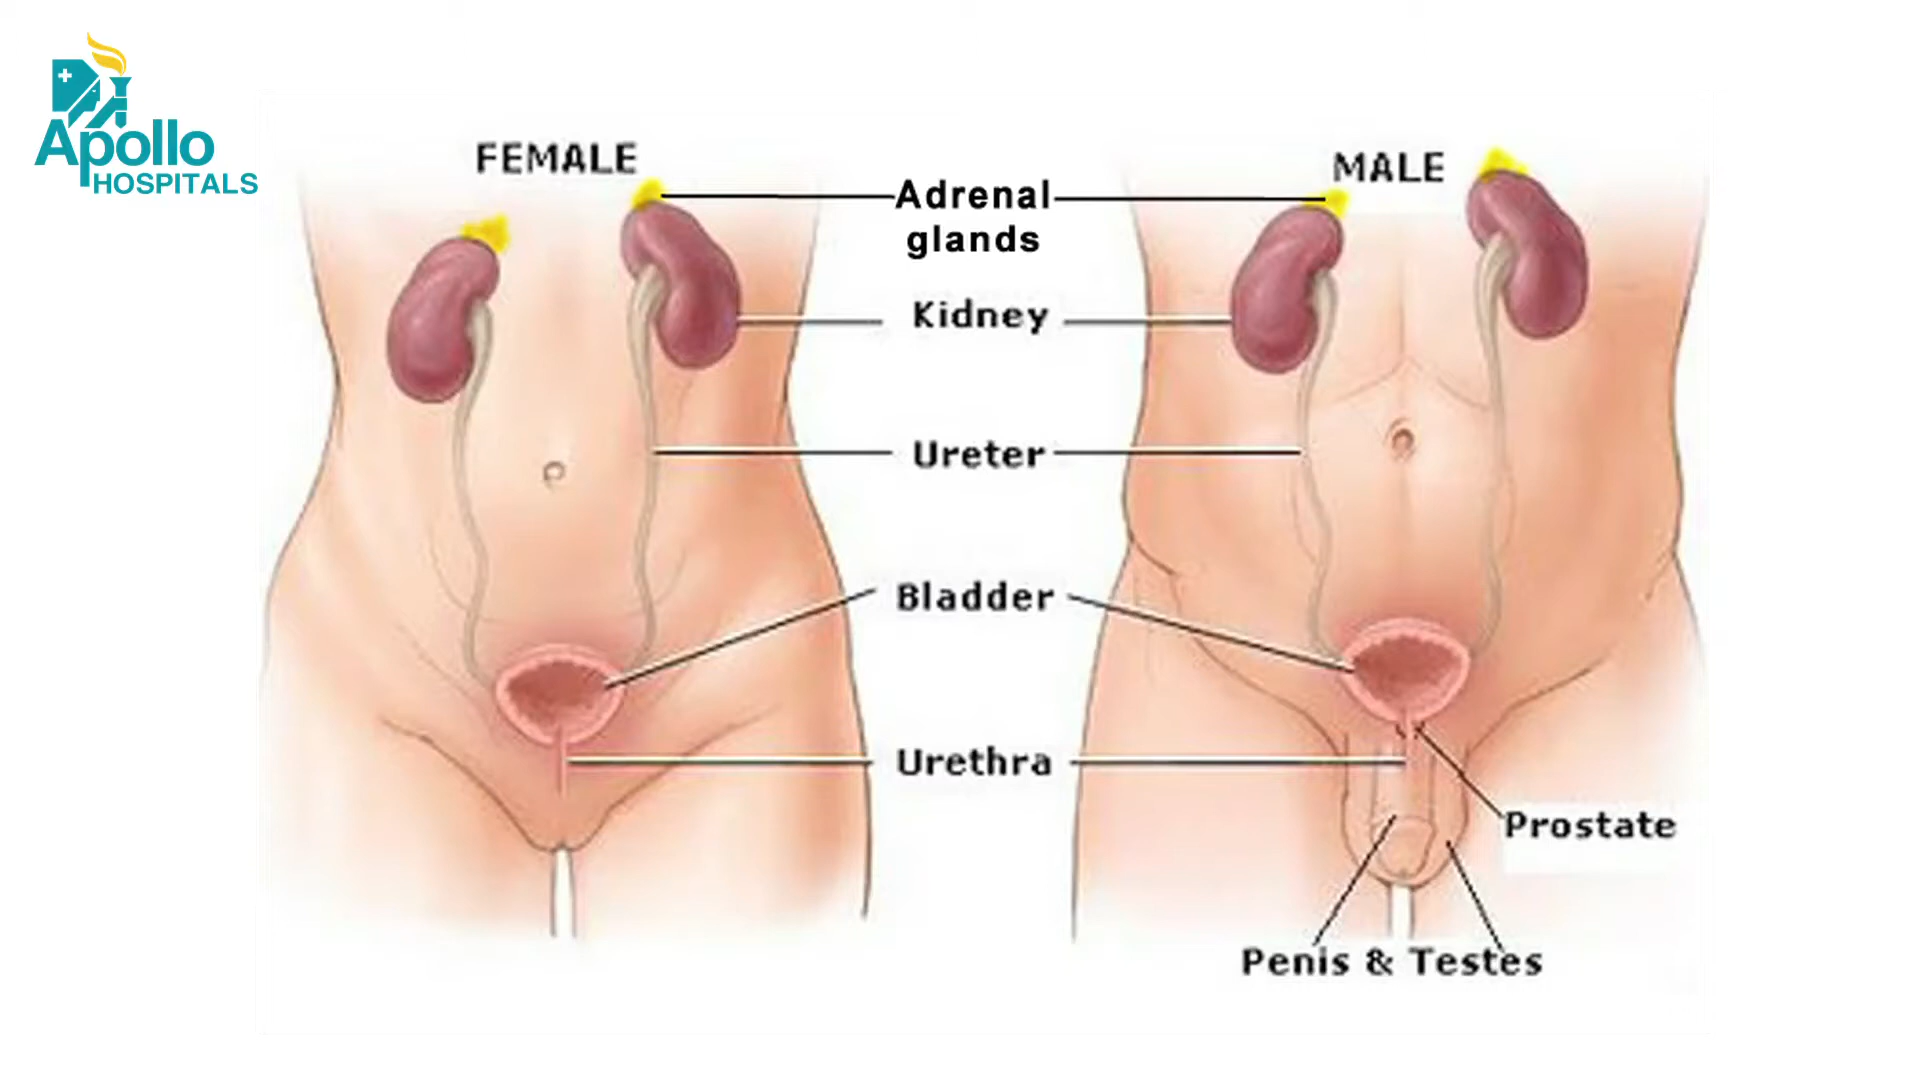 Apollo
HOSPITALS
FEMALE
MALE
Adrenal
glands
Kidney
Ureter
Bladder
Urethra
Prostate
Penis & Testes